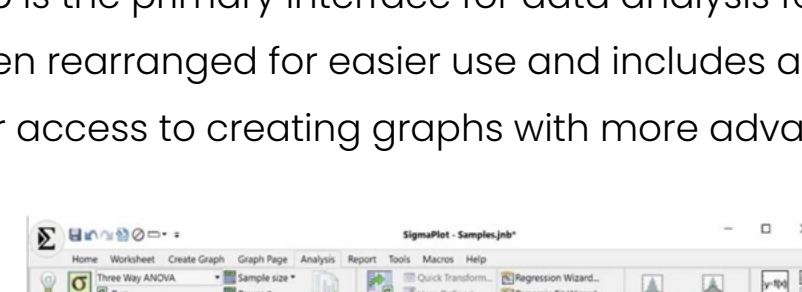 is the primary interface for data analysis
en rearranged for easier use and includes a
r access to creating graphs with more adva
SigmaPlot - Samples.jnb*
Home Worksheet Create Graph Graph Page Analysis Report Tools Macros Help
Three Way ANOVA Sample size Quick Transform... Regression Wizard...
y=f(x)